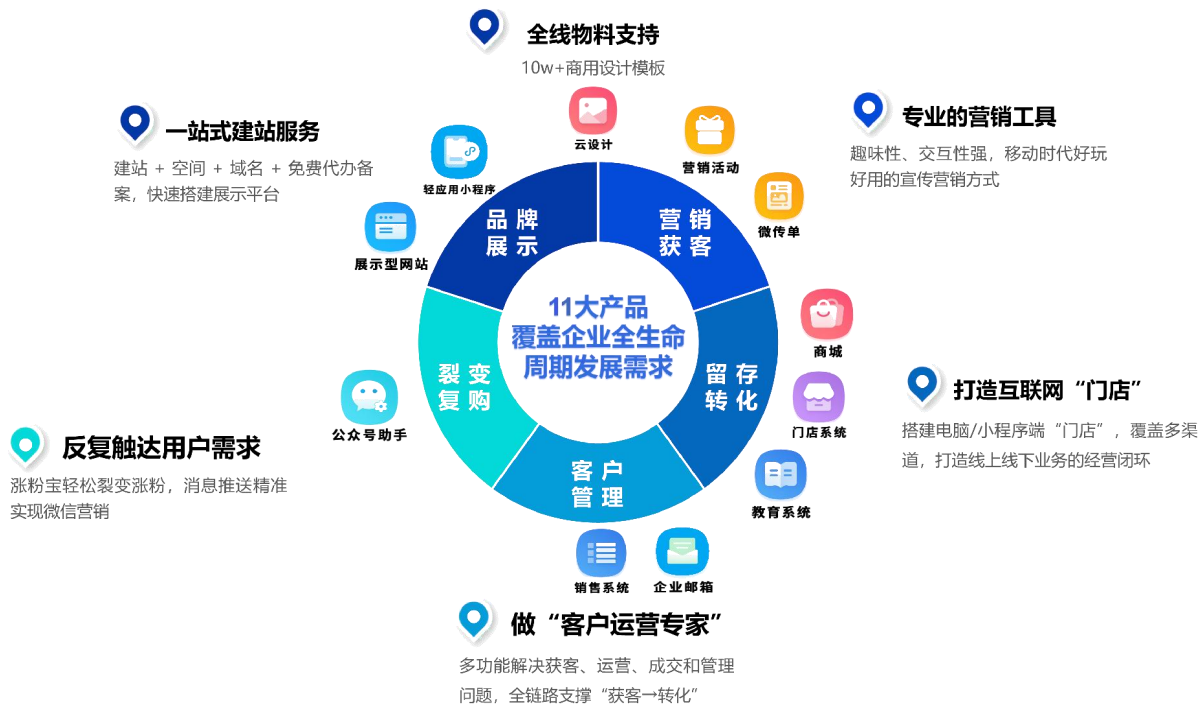 全线物料支持
10w+商用设计模板
一站式建站服务
建站 + 空间 + 域名 + 免费代办备
案，快速搭建展示平台
专业的营销工具
趣味性、交互性强，移动时代好玩
好用的宣传营销方式
云设计
轻应用小程序
营销活动
展示型网站
微传单
品牌
展示
营销
获客
11大产品
覆盖企业全生命
周期发展需求
商城
裂变
复购
留存
转化
公众号助手
门店系统
打造互联网“门店”
搭建电脑/小程序端“门店”，覆盖多渠
道，打造线上线下业务的经营闭环
反复触达用户需求
涨粉宝轻松裂变涨粉，消息推送精准
实现微信营销
客户
管理
教育系统
销售系统
企业邮箱
做“客户运营专家”
多功能解决获客、运营、成交和管理
问题，全链路支撑“获客→转化”